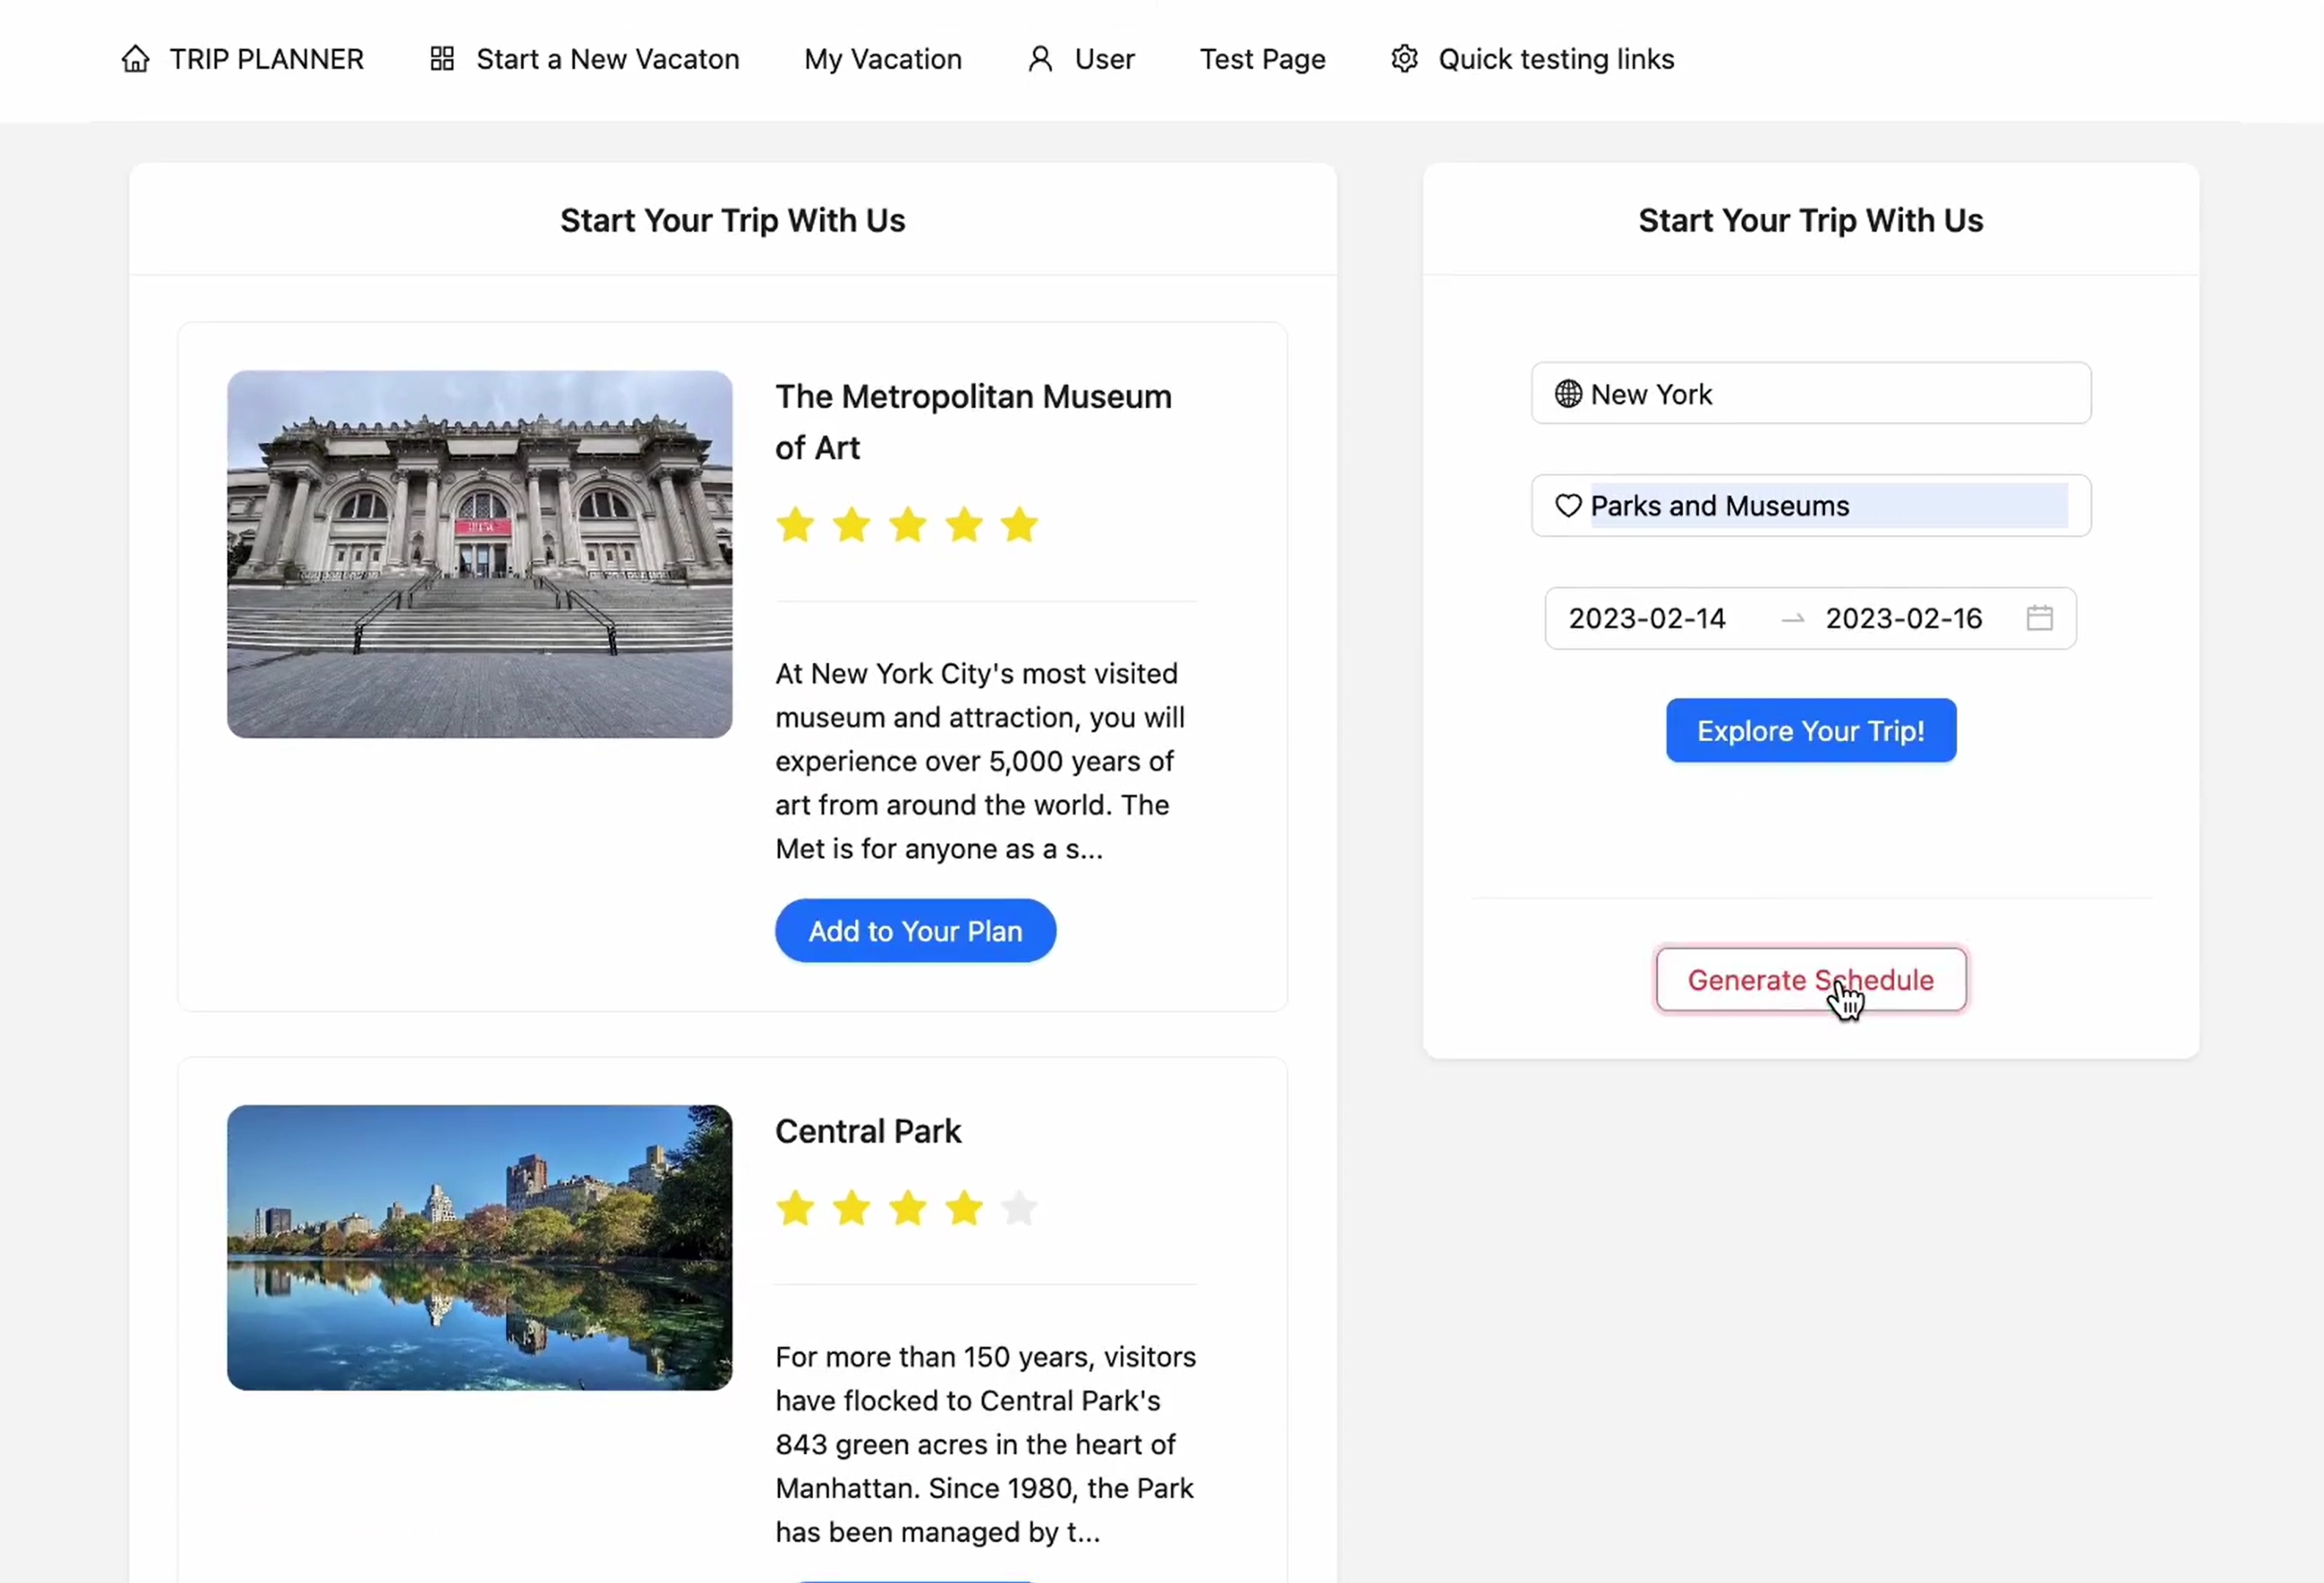 TRIP PLANNER
Start a New Vacaton
My Vacation
User
Test Page
Quick testing links
Start Your Trip With Us
The Metropolitan Museum
of Art
At New York City's most visited
museum and attraction, you will
experience over 5,000 years of
art from around the world. The
Met is for anyone as a s...
Add to Your Plan
Central Park
For more than 150 years, visitors
have flocked to Central Park's
843 green acres in the heart of
Manhattan. Since 1980, the Park
has been managed by t...
Start Your Trip With Us
New York
Parks and Museums
2023-02-14
2023-02-16
Explore Your Trip!
Generate Schedule